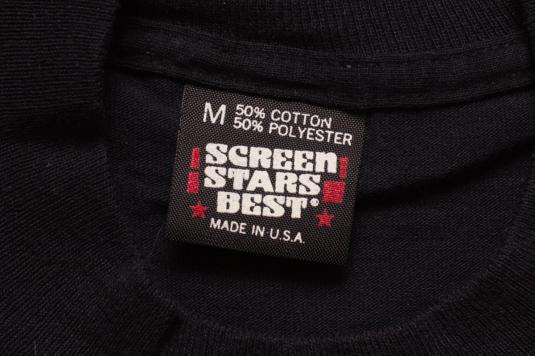 M 50% COTTON
50% POLYESTER
SCREEN
STARS
BEST®
MADE IN U.S.A.